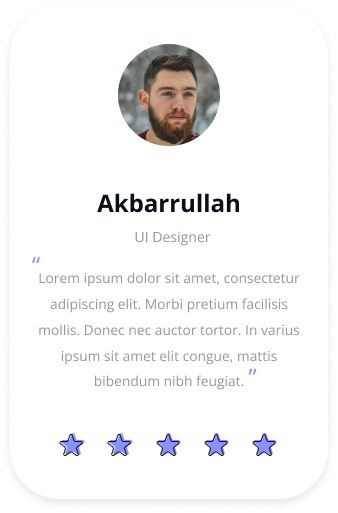 Akbarrullah
UI Designer
“
Lorem ipsum dolor sit amet, consectetur
adipiscing elit. Morbi pretium facilisis
mollis. Donec nec auctor tortor. In varius
ipsum sit amet elit congue, mattis
bibendum nibh feugiat. ”